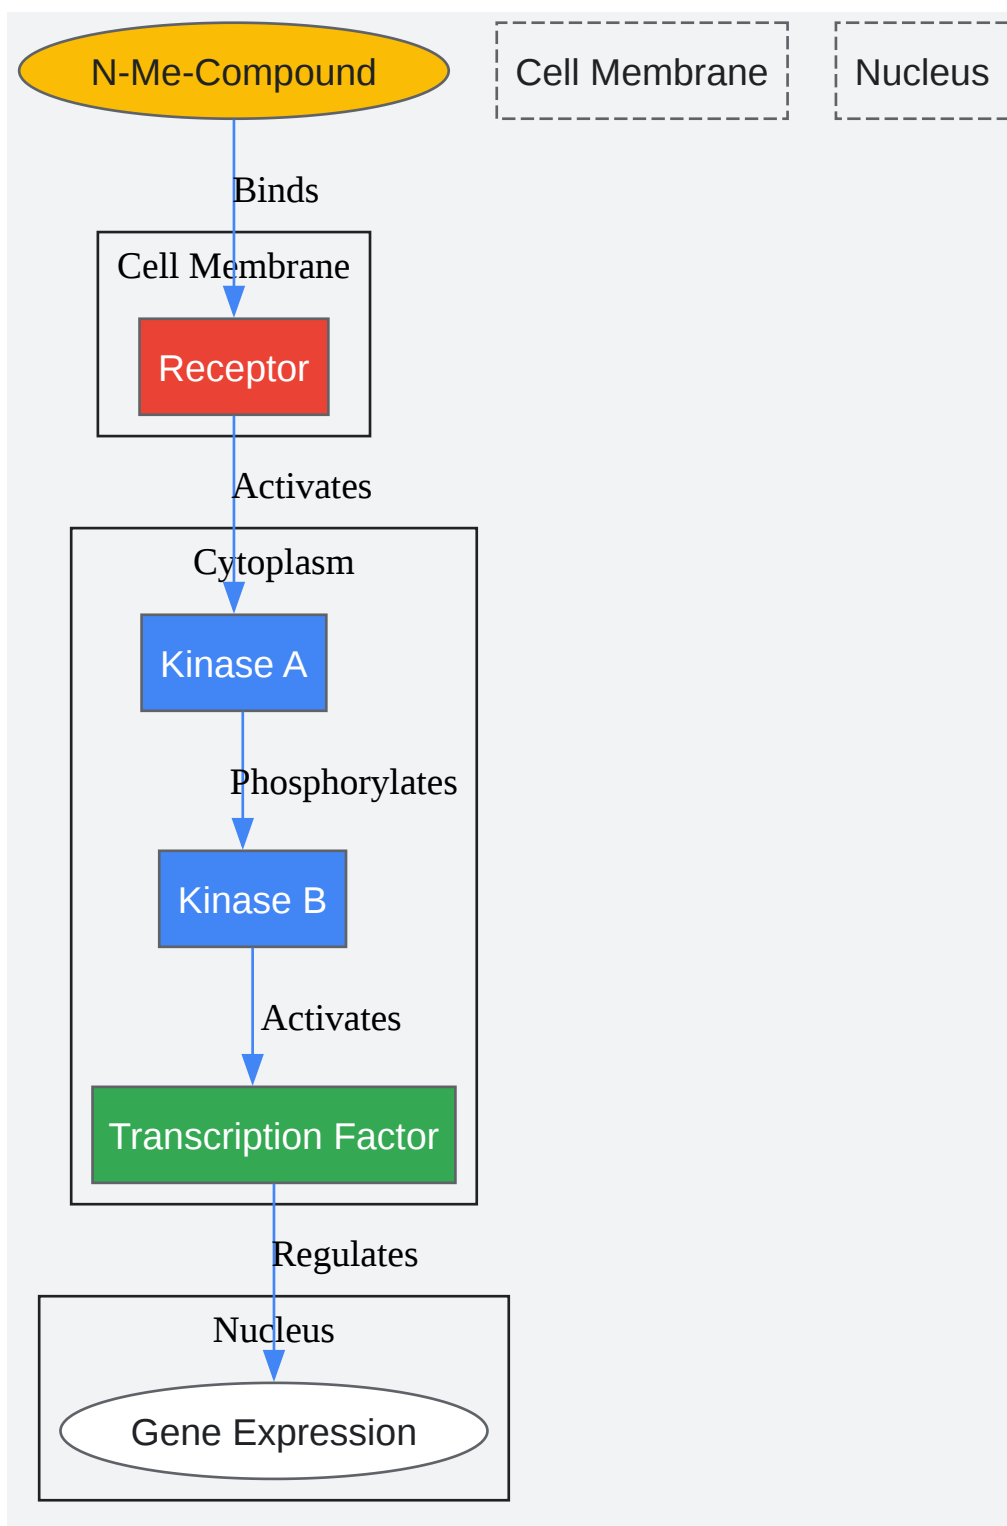 N-Me-Compound
Cell Membrane
Nucleus
Binds
Cell Membrane
Receptor
Activates
Cytoplasm
Kinase A
Phosphorylates
Kinase B
Activates
Transcription Factor
Regulates
Nucleus
Gene Expression